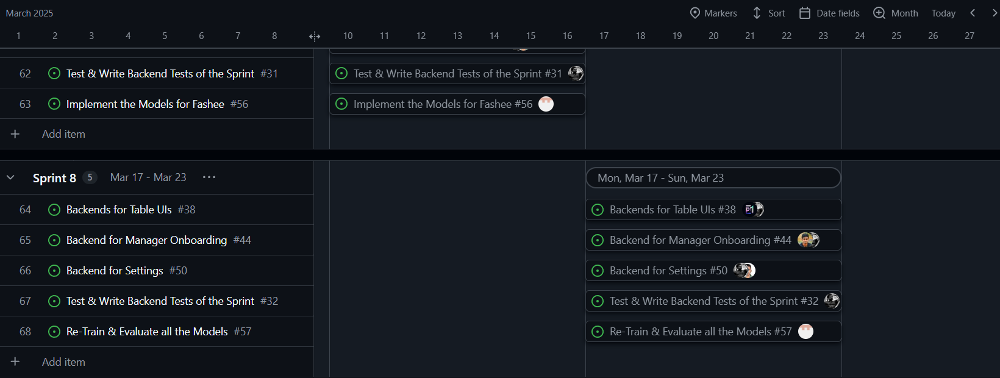 March 2025 Markers Sort Date fields Month Today
1 2 3 4 5 6 7 8 10 11 12 13 14 15 16 17 18 19 20 21 22 23 24 25 26 27
62 Test & Write Backend Tests of the Sprint #31 Test & Write Backend Tests of the Sprint #31
63 Implement the Models for Fashee #56 Implement the Models for Fashee #56
+ Add item
Sprint 8 5 Mar 17 - Mar 23 ... Mon, Mar 17 - Sun, Mar 23
64 Backends for Table UIs #38 Backends for Table UIs #38
65 Backend for Manager Onboarding #44 Backend for Manager Onboarding #44
66 Backend for Settings #50 Backend for Settings #50
67 Test & Write Backend Tests of the Sprint #32 Test & Write Backend Tests of the Sprint #32
68 Re-Train & Evaluate all the Models #57 Re-Train & Evaluate all the Models #57
+ Add item